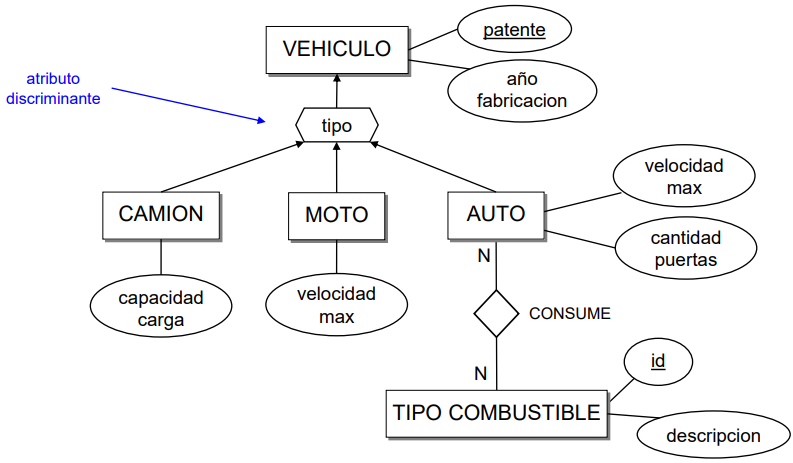 VEHICULO
patente
año
fabricacion
atributo
discriminante
tipo
CAMION
MOTO
AUTO
velocidad
max
cantidad
puertas
capacidad
carga
velocidad
max
N
CONSUME
N
id
TIPO COMBUSTIBLE
descripcion